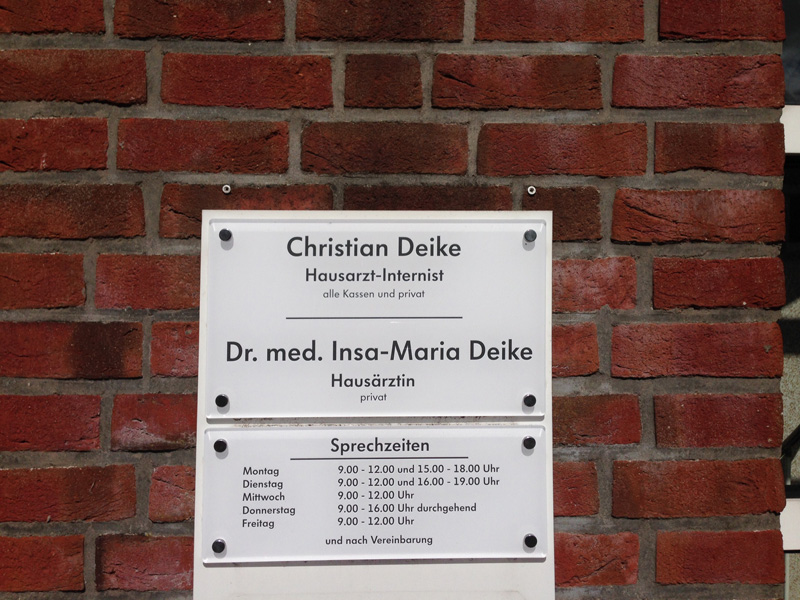 Christian Deike
Hausarzt-Internist
alle Kassen und privat
Dr. med. Insa-Maria Deike
Hausärztin
privat
Sprechzeiten
Montag 9.00 - 12.00 und 15.00 - 18.00 Uhr
Dienstag 9.00 - 12.00 und 16.00 - 19.00 Uhr
Mittwoch 9.00 - 12.00 Uhr
Donnerstag 9.00 - 16.00 Uhr durchgehend
Freitag 9.00 - 12.00 Uhr
und nach Vereinbarung